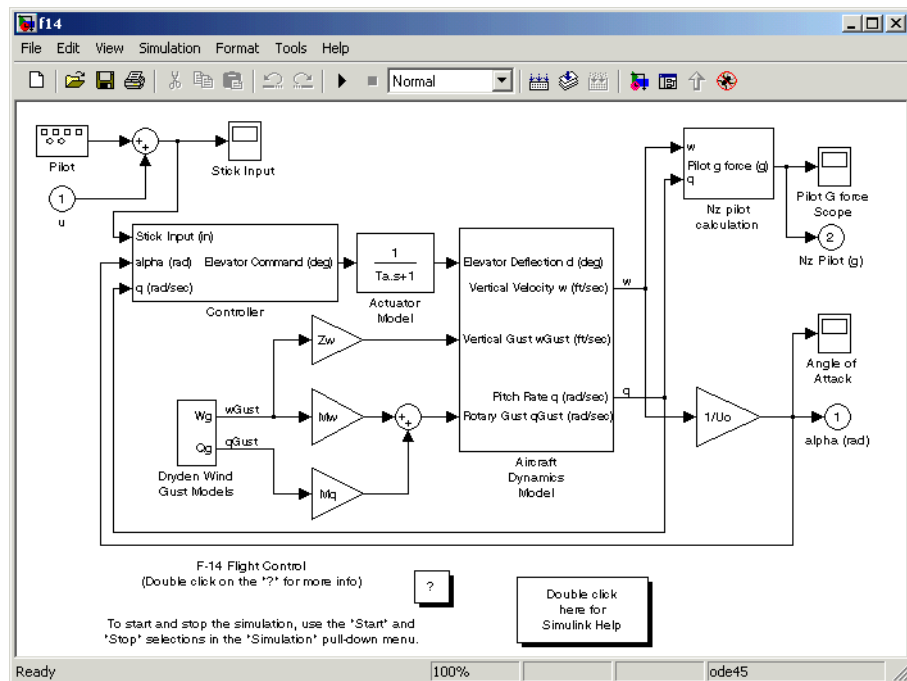 f14
File Edit View Simulation Format Tools Help
Normal
Pilot
1
u
+
+
Stick Input
w
q
Pilot g force (g)
Nz pilot
calculation
Pilot G force
Scope
2
Nz Pilot (g)
Stick Input (in)
alpha (rad)
q (rad/sec)
Elevator Command (deg)
Controller
1
Ta.s+1
Actuator
Model
Elevator Deflection d (deg)
Vertical Velocity w (ft/sec)
Vertical Gust wGust (ft/sec)
Pitch Rate q (rad/sec)
Rotary Gust qGust (rad/sec)
Aircraft
Dynamics
Model
w
q
Zw
Mw
Mq
+
+
Wg
Qg
wGust
qGust
Dryden Wind
Gust Models
1/Uo
Angle of
Attack
1
alpha (rad)
F-14 Flight Control
(Double click on the "?" for more info)
?
To start and stop the simulation, use the "Start" and
"Stop" selections in the "Simulation" pull-down menu.
Double click
here for
Simulink Help
Ready 100% ode45